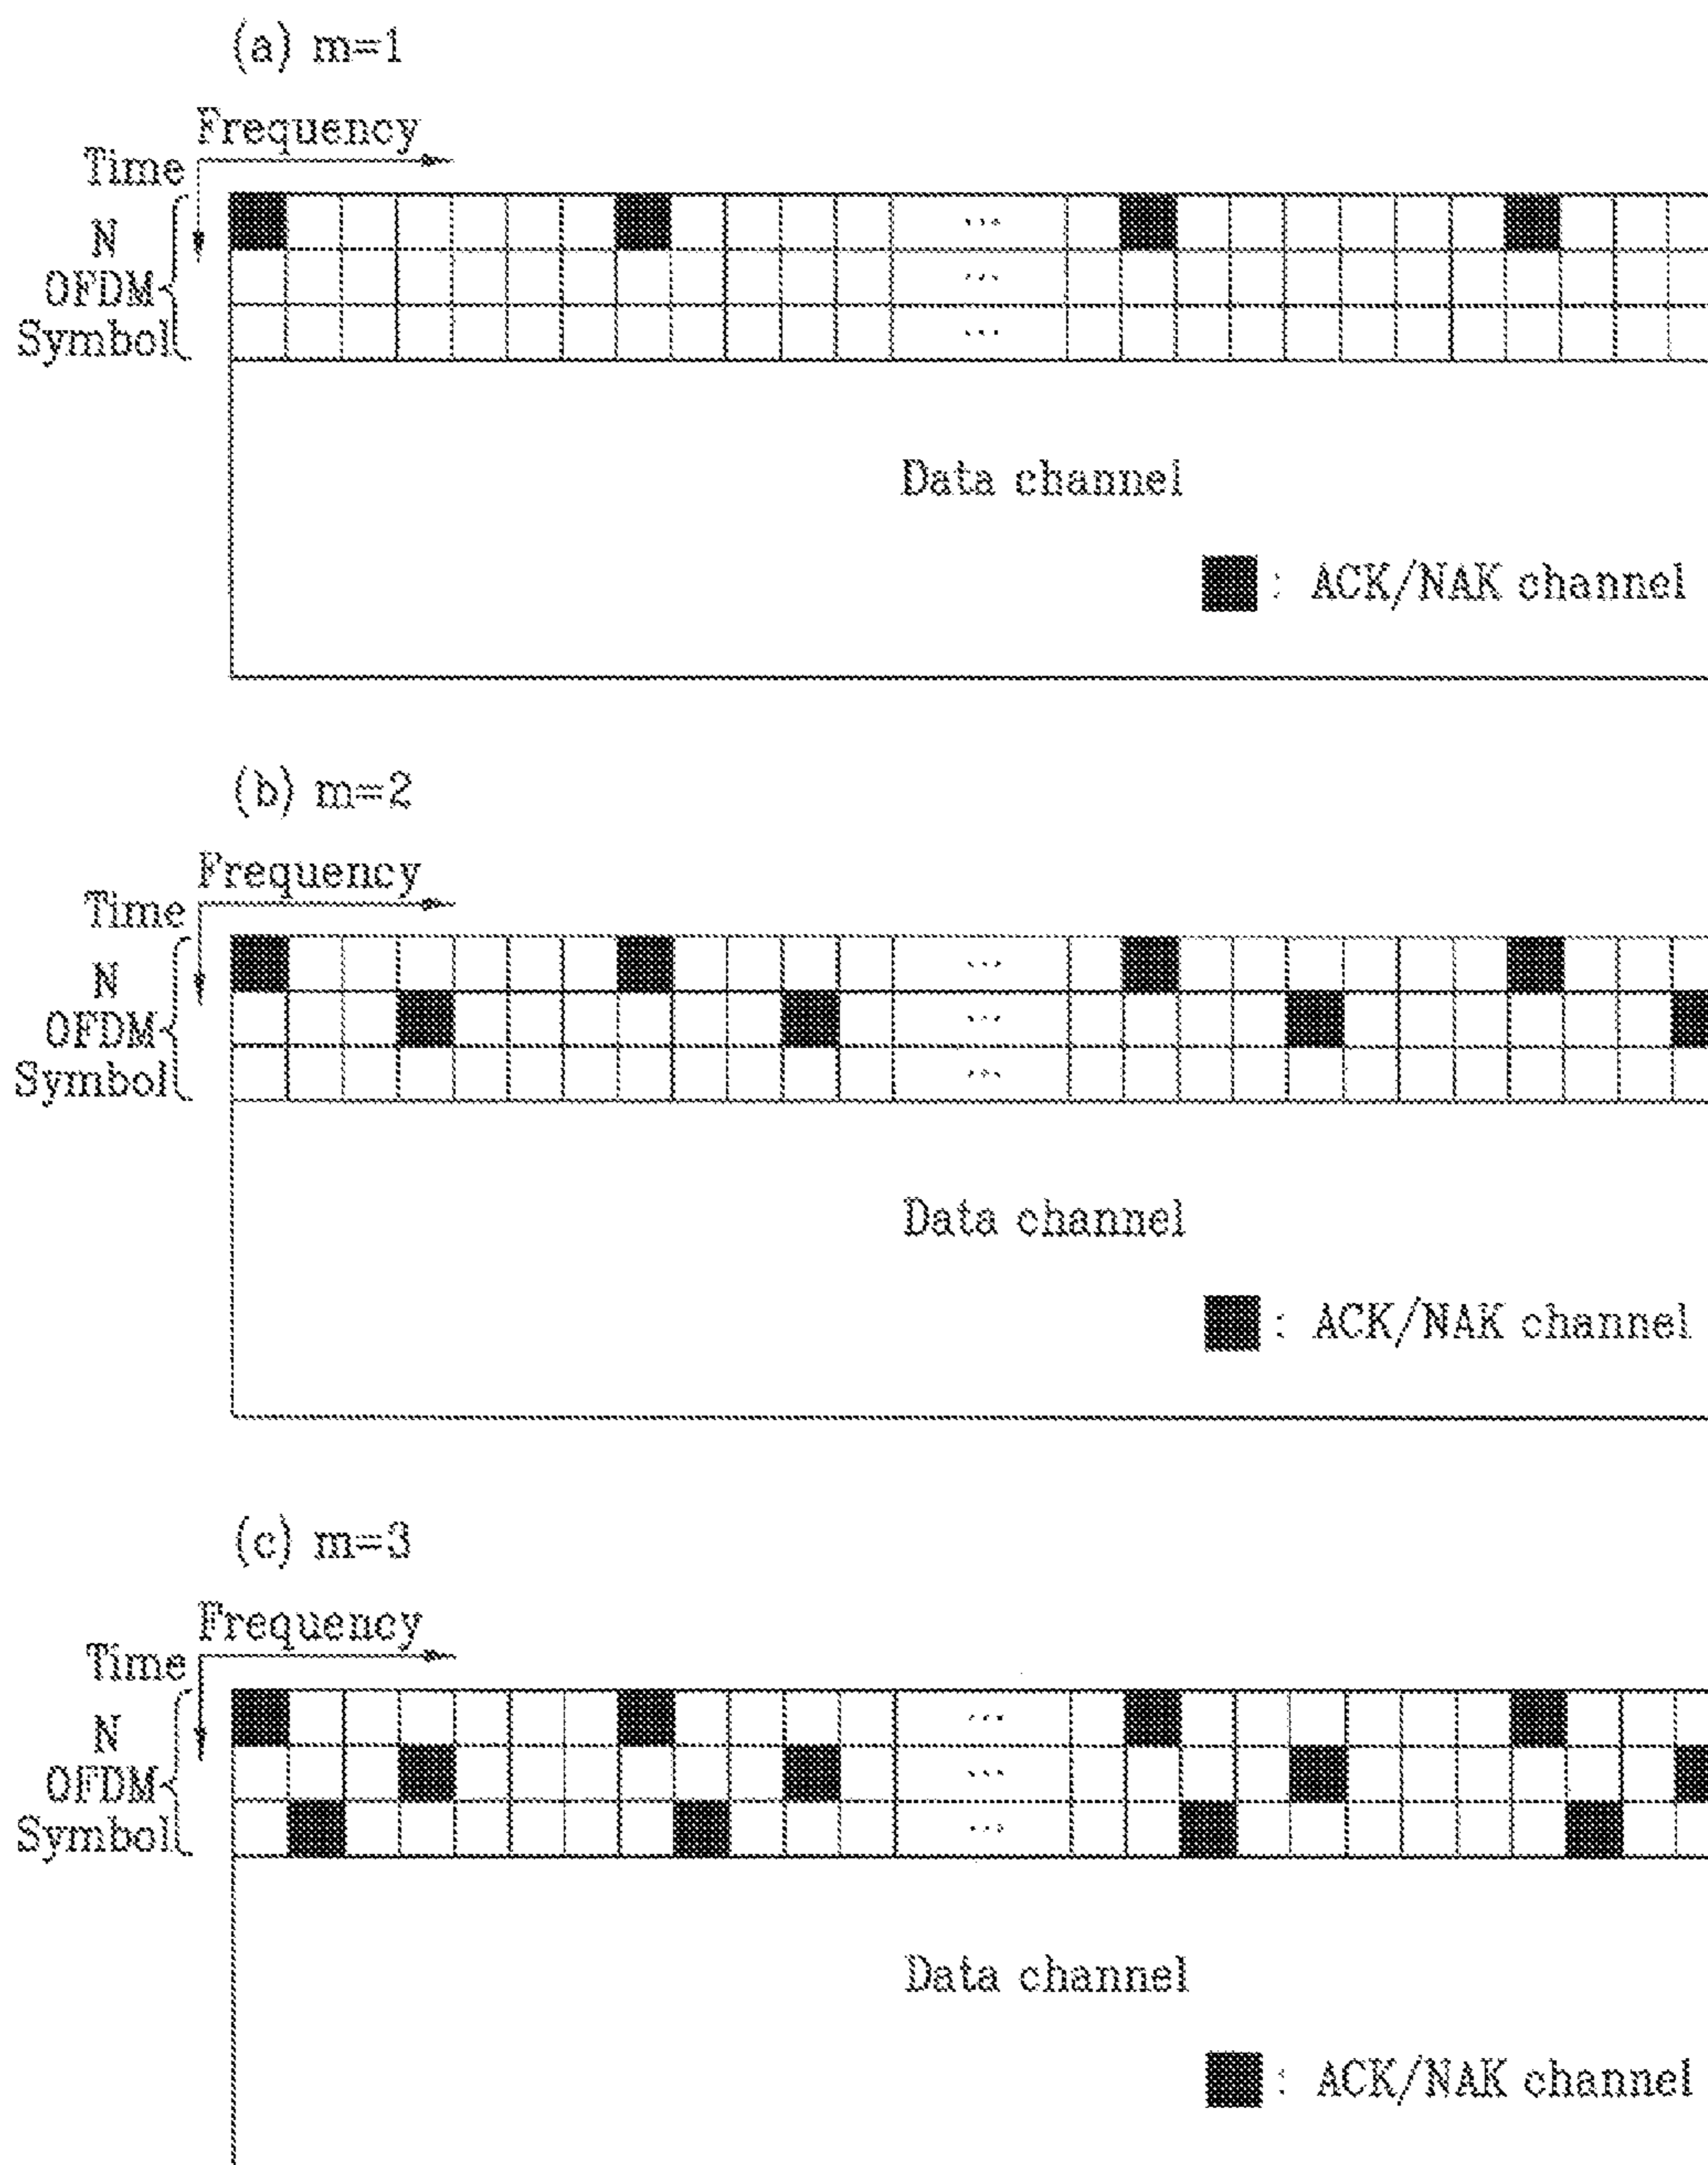 (a) m=1
Frequency
Time
N
OFDM
Symbol
...
...
...
Data channel
: ACK/NAK channel
(b) m=2
Frequency
Time
N
OFDM
Symbol
...
...
...
Data channel
: ACK/NAK channel
(c) m=3
Frequency
Time
N
OFDM
Symbol
...
...
...
Data channel
: ACK/NAK channel